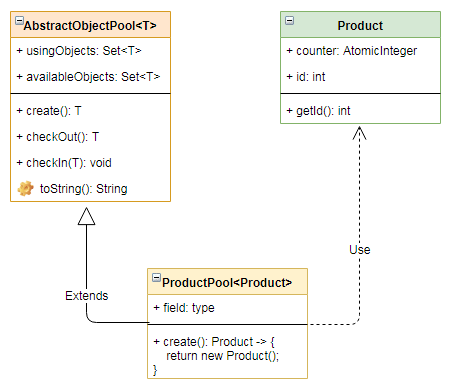 AbstractObjectPool<T>
+ usingObjects: Set<T>
+ availableObjects: Set<T>
+ create(): T
+ checkOut(): T
+ checkIn(T): void
toString(): String
Product
+ counter: AtomicInteger
+ id: int
+ getId(): int
Use
Extends
ProductPool<Product>
+ field: type
+ create(): Product -> {
return new Product();
}